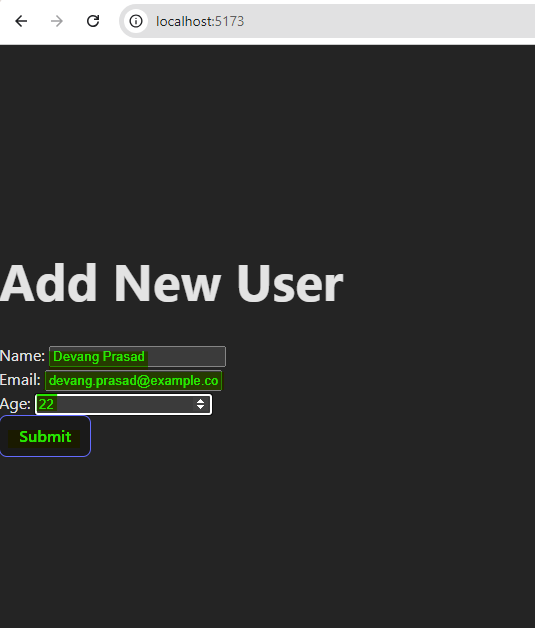 localhost:5173
Add New User
Name: Devang Prasad
Email: devang.prasad@example.co
Age: 22
Submit